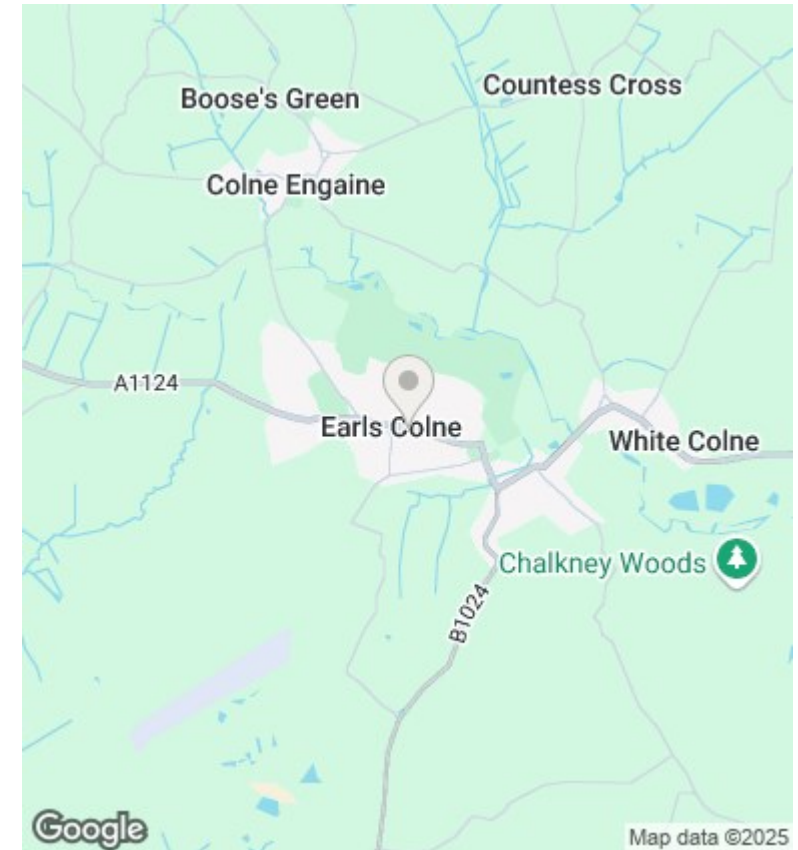 Countess Cross
Boose's Green
Colne Engaine
A1124
Earls Colne
White Colne
Chalkney Woods
B1024
Google
Map data ©2025